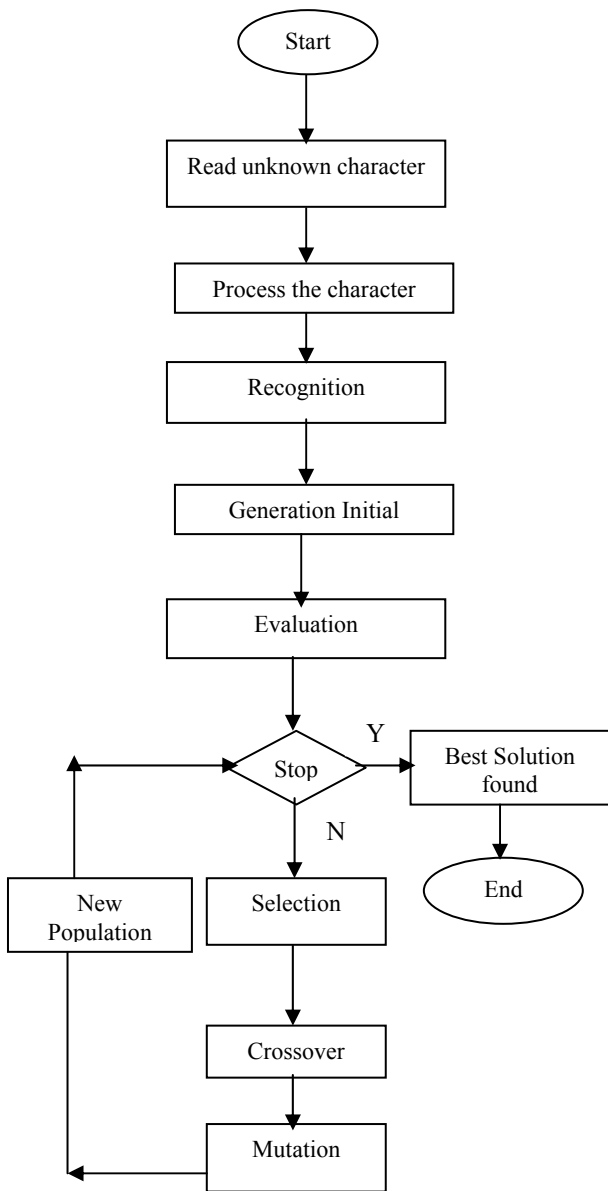 Start
Read unknown character
Process the character
Recognition
Generation Initial
Evaluation
Stop
Y
Best Solution
found
N
End
New
Population
Selection
Crossover
Mutation